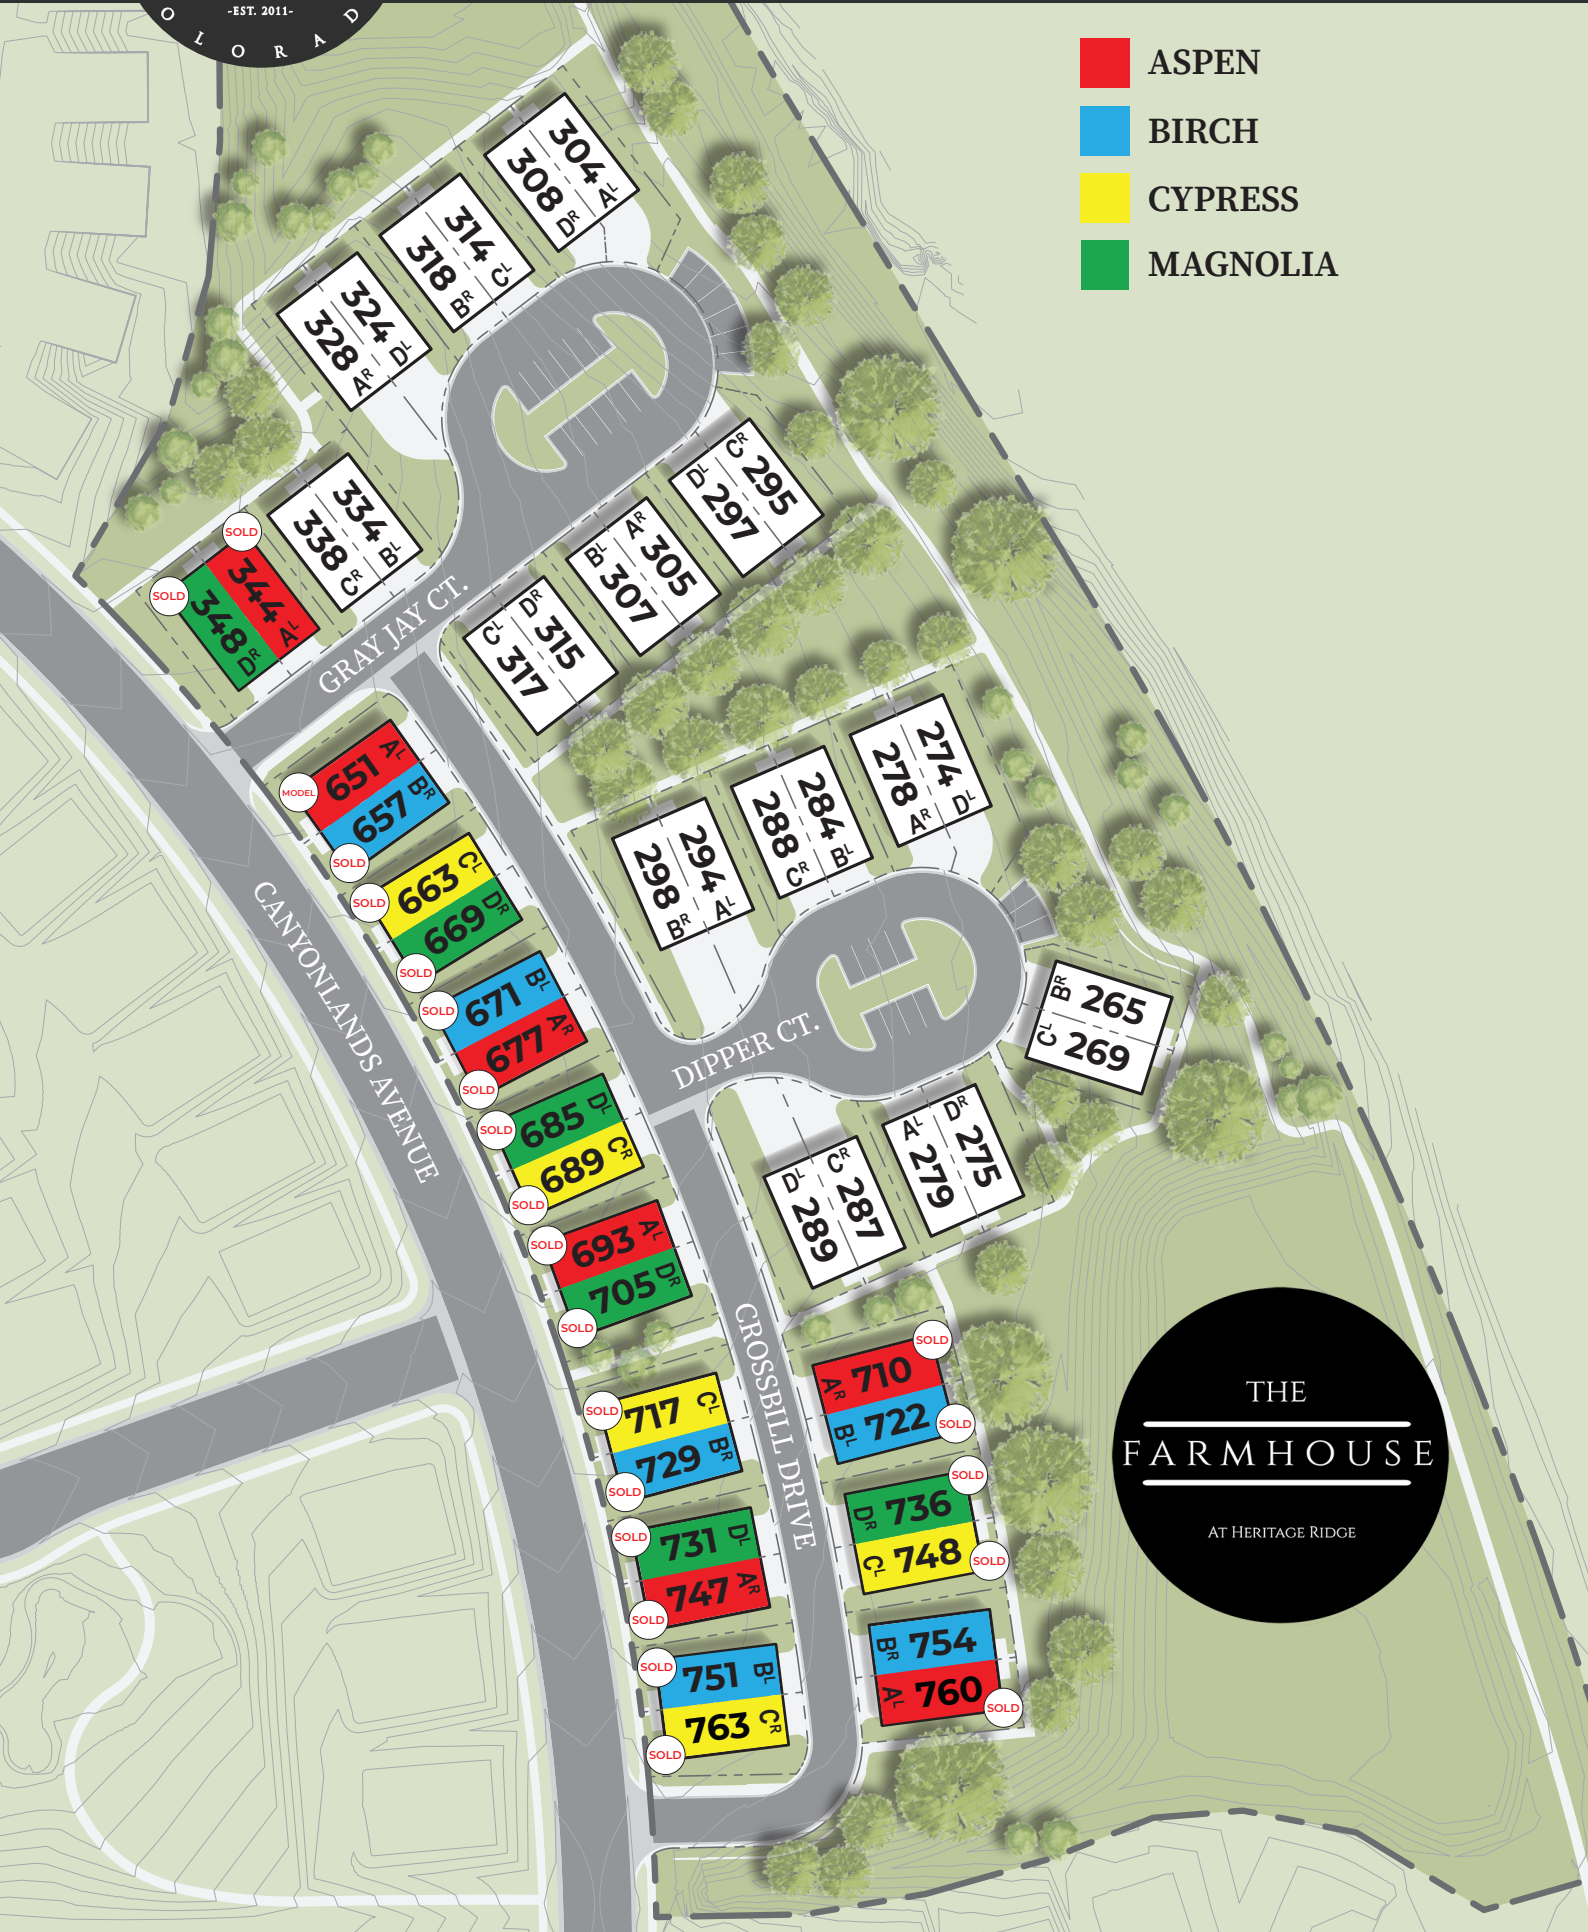 -EST. 2011-
OLORAD
ASPEN
BIRCH
CYPRESS
MAGNOLIA
304 AL
308 DR
314 CL
318 BR
324 DL
328 AR
334 BL
338 CR
SOLD
344 AL
SOLD
348 DR
GRAY JAY CT.
CR 295
DL 297
AR 305
BL 307
DR 315
CL 317
MODEL
651 AL
657 BR
SOLD
SOLD
663 CL
669 DR
SOLD
SOLD
671 BL
677 AR
SOLD
SOLD
685 DL
689 CR
SOLD
SOLD
693 AL
705 DR
SOLD
274 DL
278 AR
284 BL
288 CR
294 AL
298 BR
DIPPER CT.
BR 265
CL 269
DR 275
AL 279
CR 287
DL 289
CANYONLANDS AVENUE
CROSSBILL DRIVE
SOLD
717 CL
729 BR
SOLD
SOLD
731 DL
747 AR
SOLD
SOLD
751 BL
763 CR
SOLD
SOLD
AR 710
BL 722
SOLD
SOLD
DR 736
CL 748
SOLD
BR 754
AL 760
SOLD
THE
FARMHOUSE
AT HERITAGE RIDGE